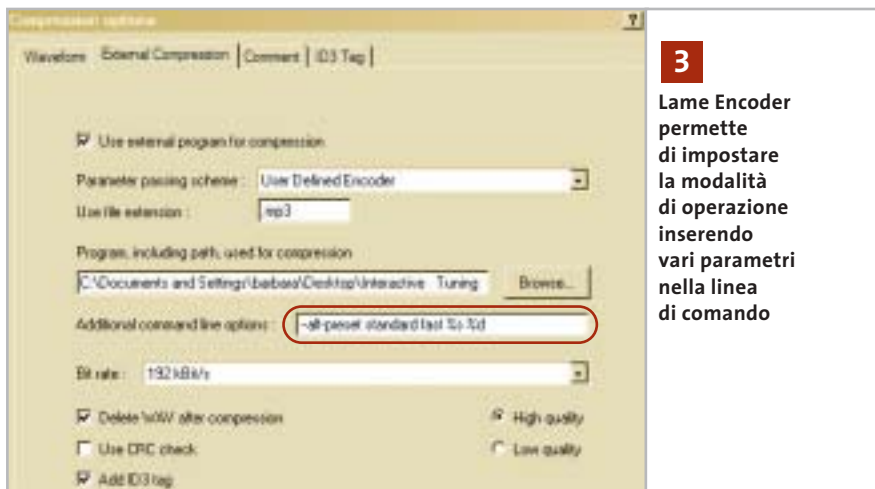 Compression options
?
Waveform External Compression Comment ID3 Tag
Use external program for compression
Parameter passing scheme : User Defined Encoder
Use file extension : .mp3
Program, including path, used for compression
C:\Documents and Settings\barbara\Desktop\Interactive Tuning Browse...
Additional command line options : --alt-preset standard fast %s %d
Bit rate : 192 kBit/s
Delete WAV after compression High quality
Use CRC check Low quality
Add ID3 tag
3
Lame Encoder
permette
di impostare
la modalità
di operazione
inserendo
vari parametri
nella linea
di comando